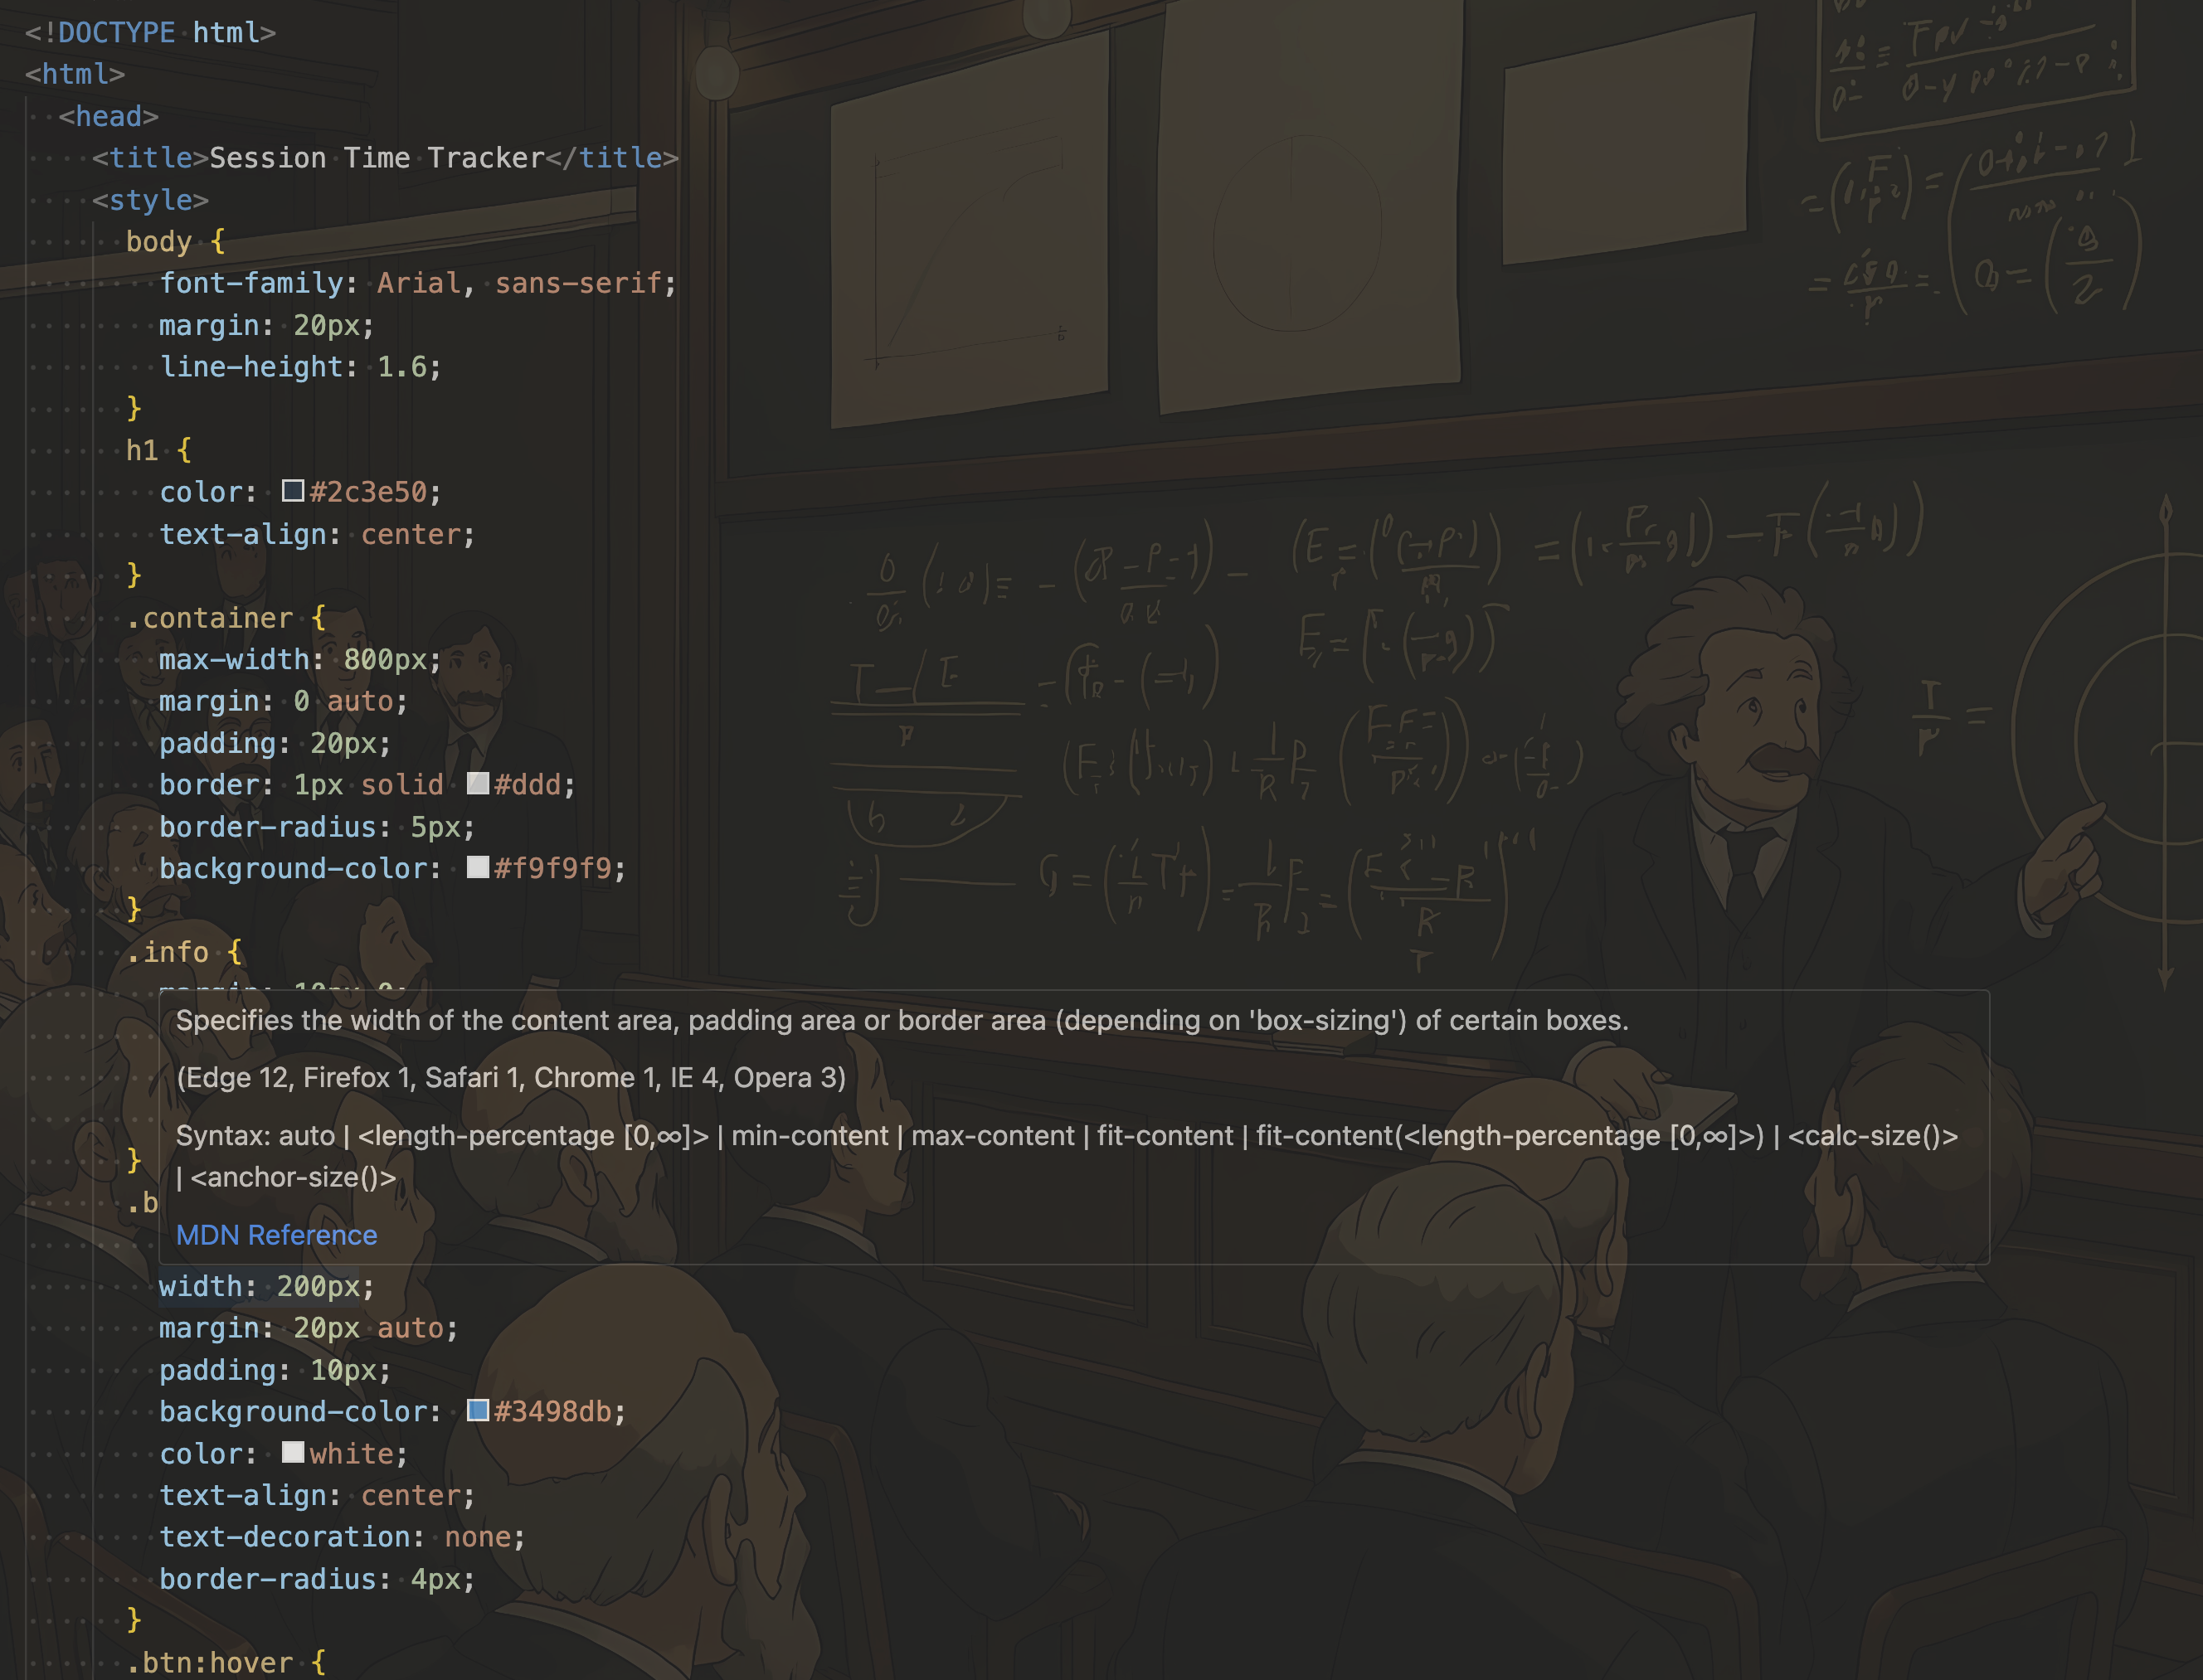 <!DOCTYPE html>
<html>
<head>
<title>Session Time Tracker</title>
<style>
body {
font-family: Arial, sans-serif;
margin: 20px;
line-height: 1.6;
}
h1 {
color: #2c3e50;
text-align: center;
}
.container {
max-width: 800px;
margin: 0 auto;
padding: 20px;
border: 1px solid #ddd;
border-radius: 5px;
background-color: #f9f9f9;
}
.info {
margin: 10px 0;
Specifies the width of the content area, padding area or border area (depending on 'box-sizing') of certain boxes.
(Edge 12, Firefox 1, Safari 1, Chrome 1, IE 4, Opera 3)
Syntax: auto | <length-percentage [0,∞]> | min-content | max-content | fit-content | fit-content(<length-percentage [0,∞]>) | <calc-size()>
| <anchor-size()>
}
.b
MDN Reference
width: 200px;
margin: 20px auto;
padding: 10px;
background-color: #3498db;
color: white;
text-align: center;
text-decoration: none;
border-radius: 4px;
}
.btn:hover {